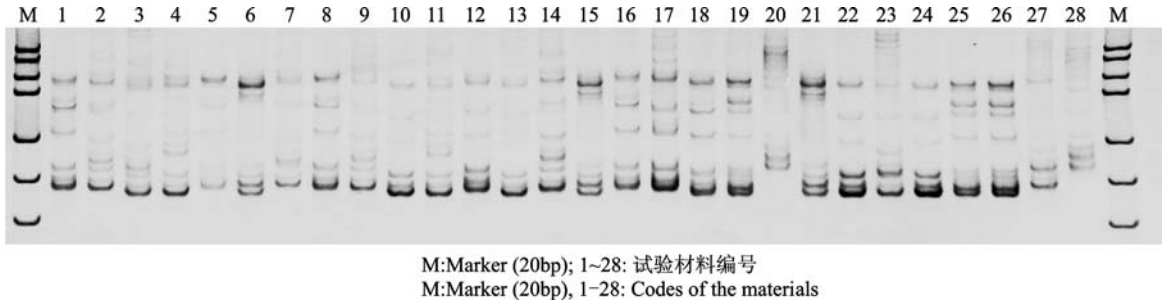 M 1 2 3 4 5 6 7 8 9 10 11 12 13 14 15 16 17 18 19 20 21 22 23 24 25 26 27 28 M
M:Marker (20bp); 1~28: 试验材料编号
M:Marker (20bp), 1-28: Codes of the materials